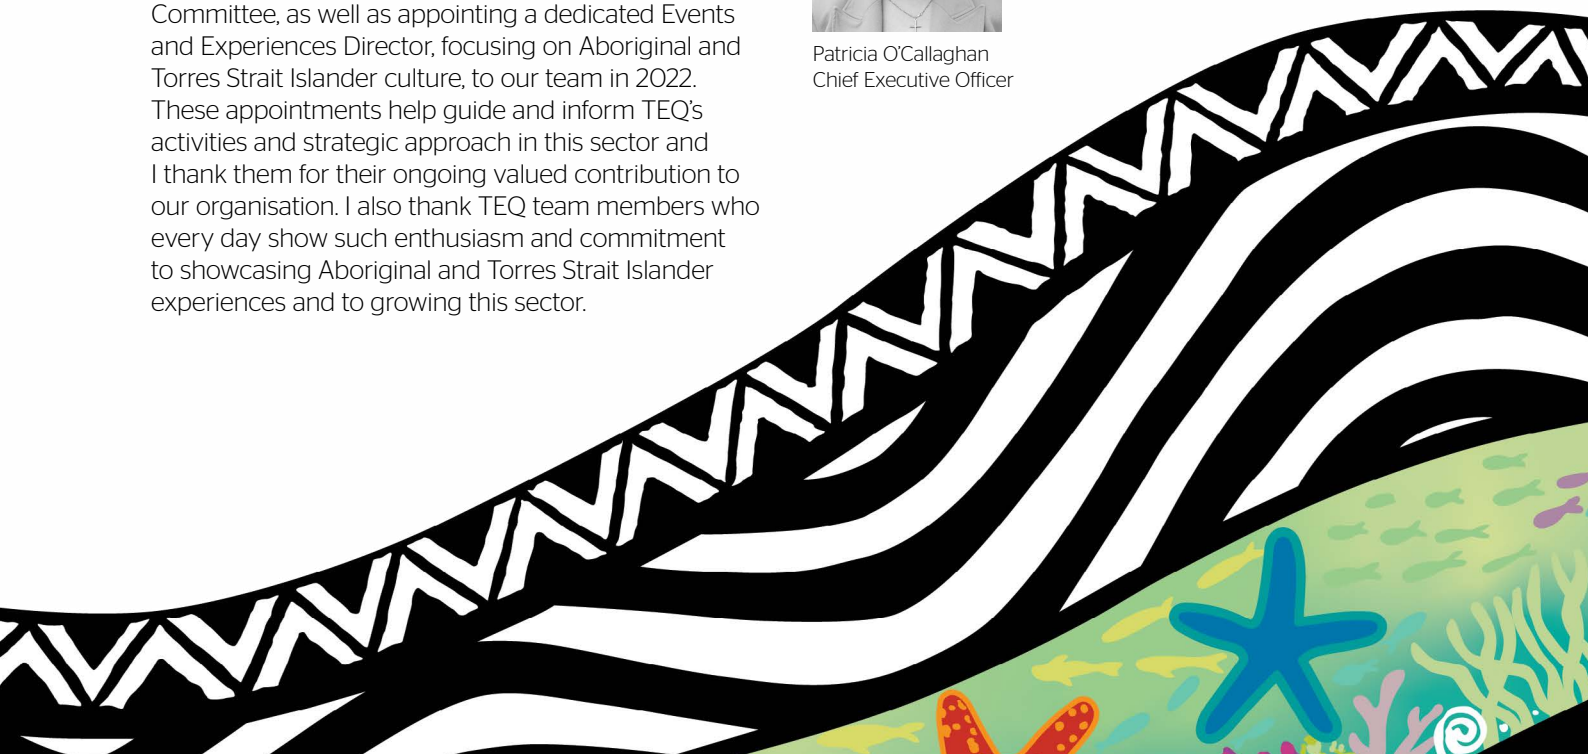 Committee, as well as appointing a dedicated Events
and Experiences Director, focusing on Aboriginal and
Torres Strait Islander culture, to our team in 2022.
These appointments help guide and inform TEQ’s
activities and strategic approach in this sector and
I thank them for their ongoing valued contribution to
our organisation. I also thank TEQ team members who
every day show such enthusiasm and commitment
to showcasing Aboriginal and Torres Strait Islander
experiences and to growing this sector.
Patricia O’Callaghan
Chief Executive Officer